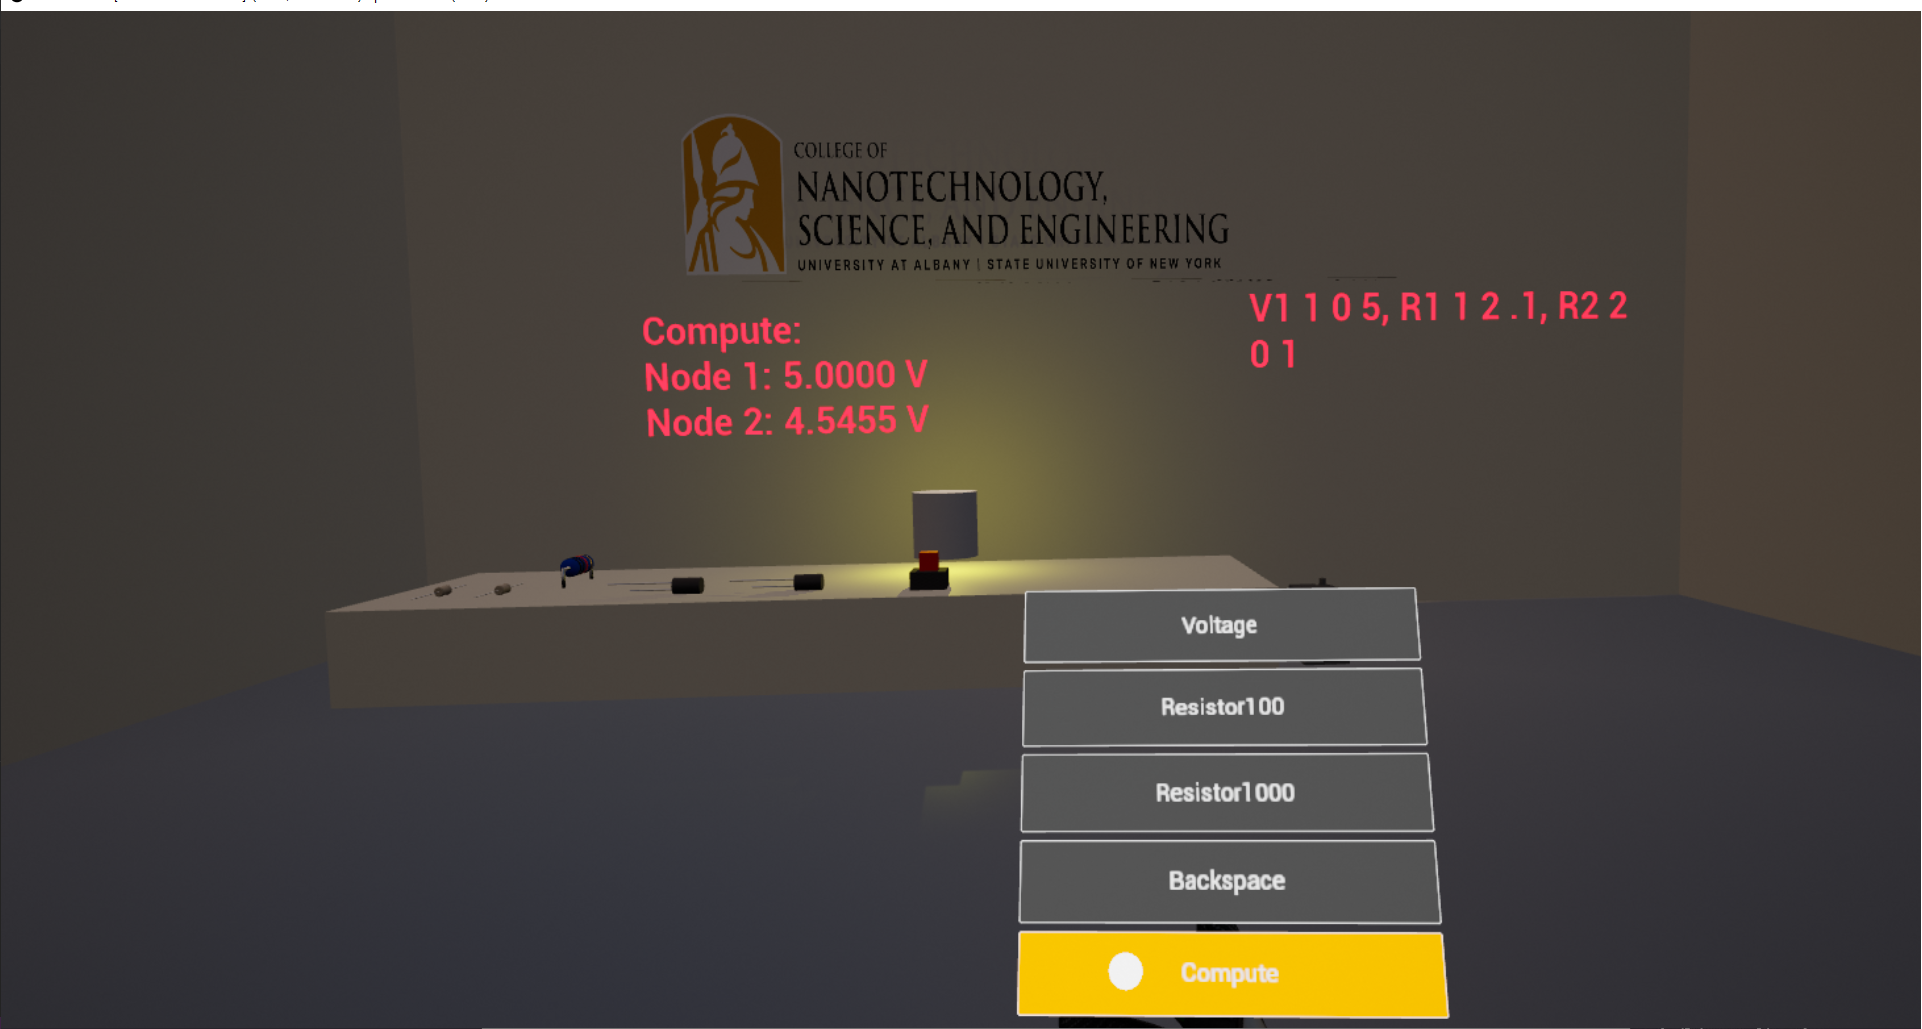 COLLEGE OF
NANOTECHNOLOGY,
SCIENCE, AND ENGINEERING
UNIVERSITY AT ALBANY | STATE UNIVERSITY OF NEW YORK
Compute:
Node 1: 5.0000 V
Node 2: 4.5455 V
V1 1 0 5, R1 1 2 .1, R2 2
0 1
Voltage
Resistor100
Resistor1000
Backspace
Compute